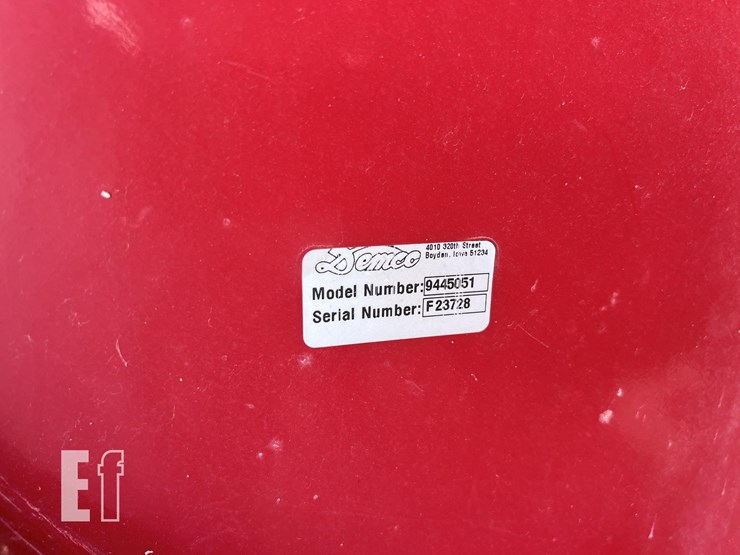 Demco
4010 320th Street
Boyden, Iowa 51234
Model Number: 9445051
Serial Number: F23728
Ef